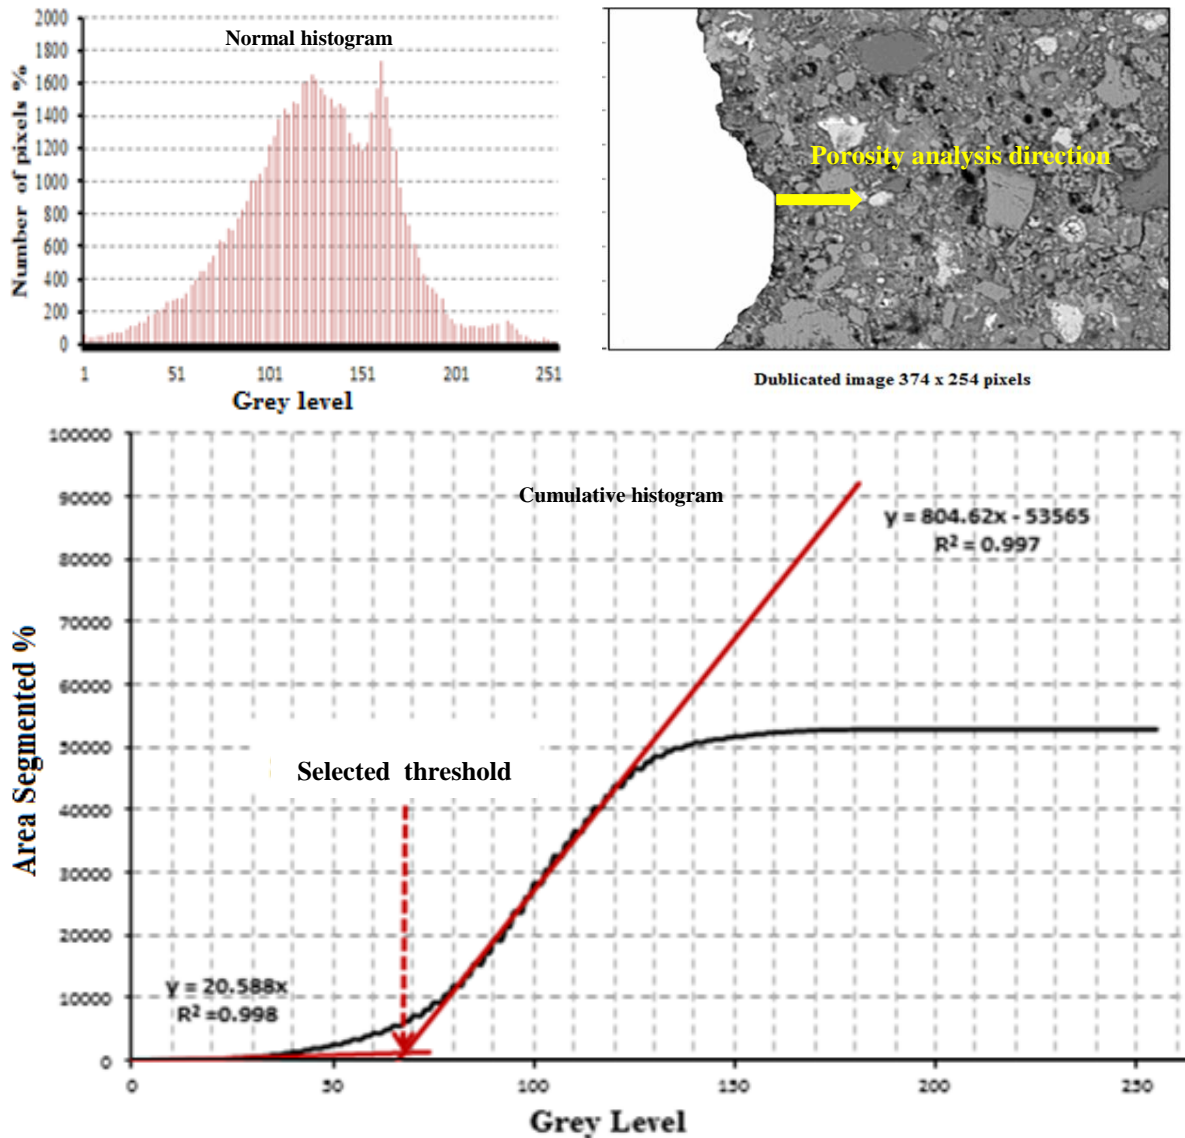 2000
1800
1600
1400
1200
1000
800
600
400
200
0
Number of pixels %
Normal histogram
1 51 101 151 201 251
Grey level
Porosity analysis direction
Dublicated image 374 x 254 pixels
100000
90000
80000
70000
60000
50000
40000
30000
20000
10000
0
Area Segmented %
Cumulative histogram
y = 804.62x - 53565
R² = 0.997
Selected threshold
y = 20.588x
R² =0.998
0 50 100 150 200 250
Grey Level